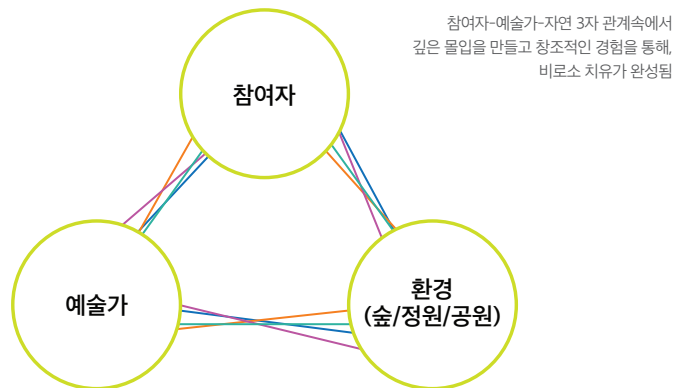 참여자-예술가-자연 3자 관계속에서
깊은 몰입을 만들고 창조적인 경험을 통해,
비로소 치유가 완성됨
참여자
예술가
환경
(숲/정원/공원)